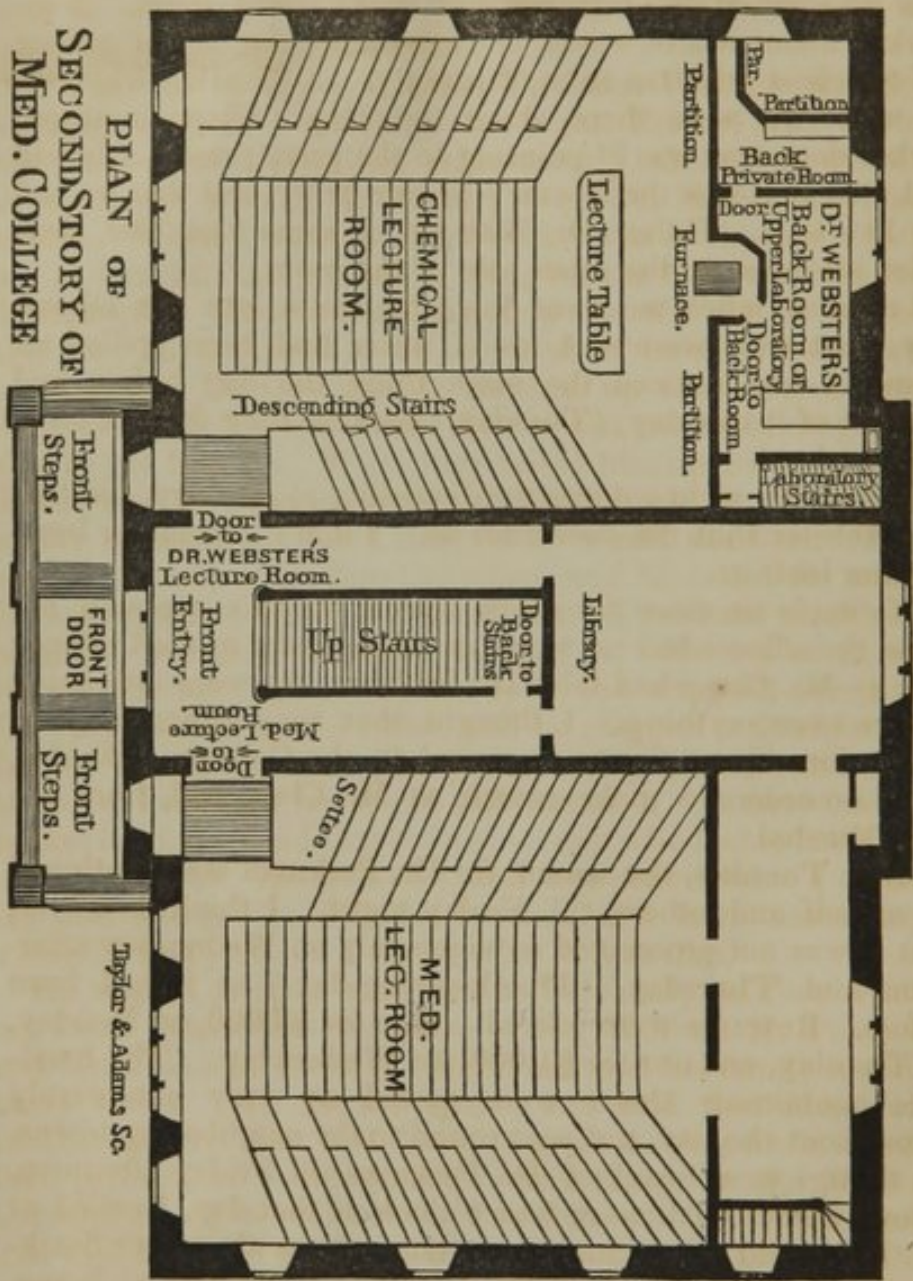 PLAN
OF
SECOND STORY OF
MED. COLLEGE
Par.
Partition
Back
Private Room.
DR. WEBSTER'S
Back Room or
Upper Laboratory
Door
Door to
Back Room
Laboratory
Stairs
Partition
Furnace.
Partition.
Lecture Table
CHEMICAL
LECTURE
ROOM.
Descending Stairs
Door
to
DR. WEBSTER'S
Lecture Room.
Front
Entry.
Up Stairs
Door to
Back
Stairs
Library.
Door
to
Med. Lecture
Room.
Settee.
MED.
LEC. ROOM
Front
Steps.
FRONT
DOOR
Front
Steps.
Taylor & Adams Sc.